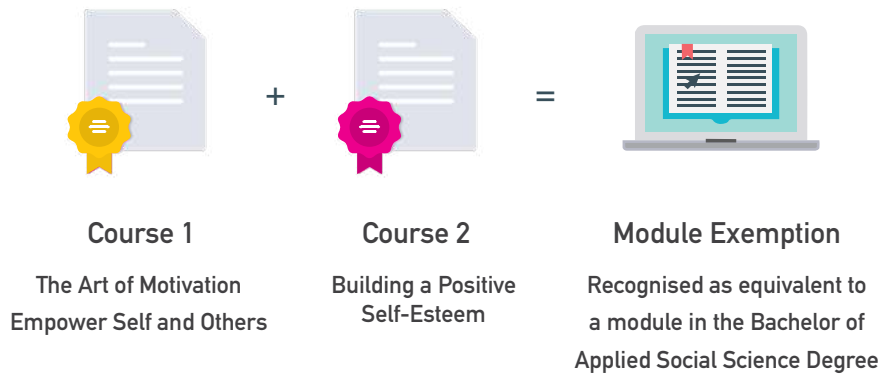 +
=
Course 1
The Art of Motivation
Empower Self and Others
Course 2
Building a Positive
Self-Esteem
Module Exemption
Recognised as equivalent to
a module in the Bachelor of
Applied Social Science Degree